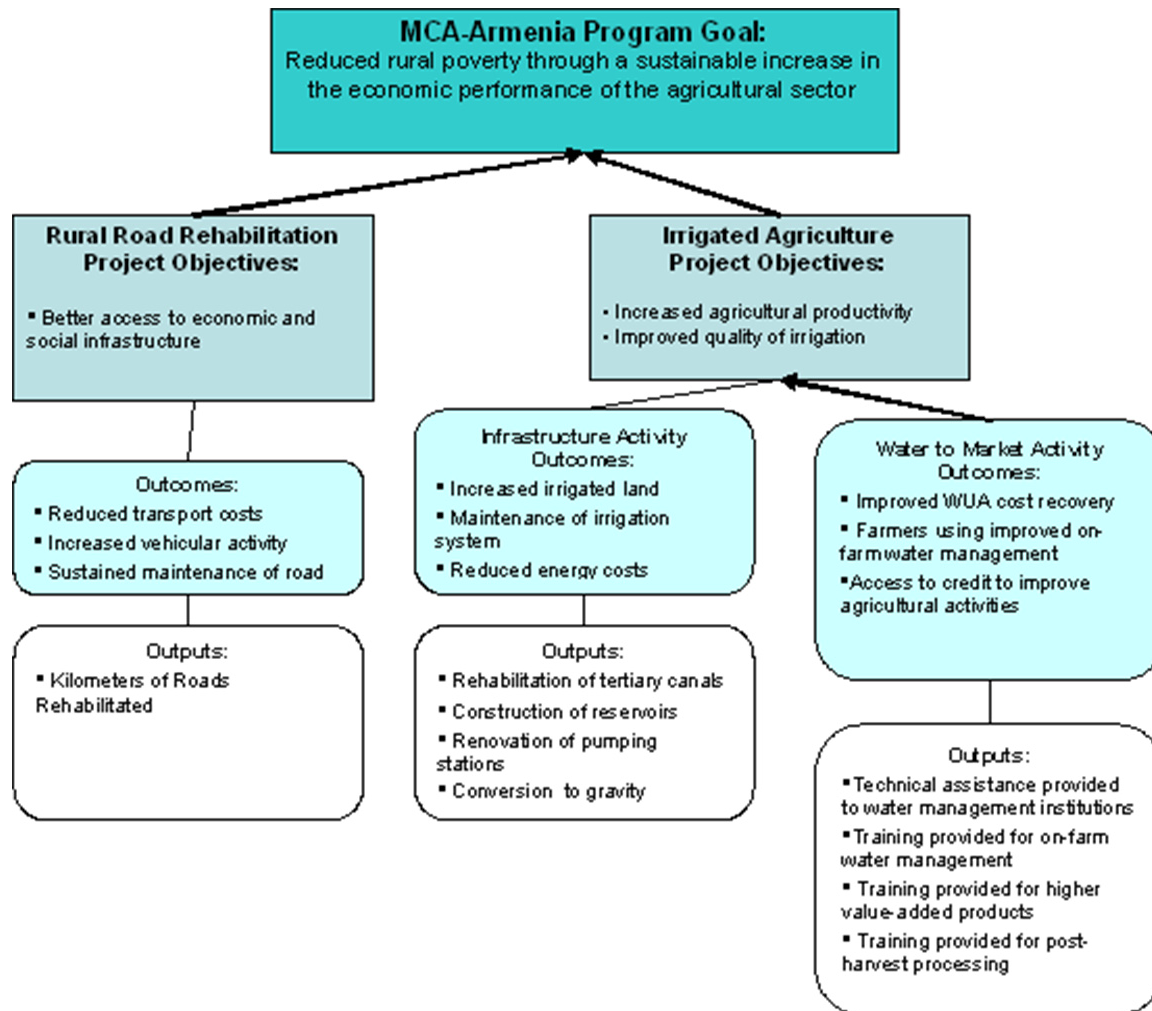 MCA-Armenia Program Goal:
Reduced rural poverty through a sustainable increase in
the economic performance of the agricultural sector
Rural Road Rehabilitation
Project Objectives:
▪ Better access to economic and
social infrastructure
Irrigated Agriculture
Project Objectives:
- Increased agricultural productivity
- Improved quality of irrigation
Outcomes:
▪ Reduced transport costs
▪ Increased vehicular activity
▪ Sustained maintenance of road
Outputs:
▪ Kilometers of Roads
Rehabilitated
Infrastructure Activity
Outcomes:
▪ Increased irrigated land
▪ Maintenance of irrigation
system
▪ Reduced energy costs
Outputs:
▪ Rehabilitation of tertiary canals
▪ Construction of reservoirs
▪ Renovation of pumping
stations
▪ Conversion to gravity
Water to Market Activity
Outcomes:
▪ Improved WUA cost recovery
▪ Farmers using improved on-
farm water management
▪Access to credit to improve
agricultural activities
Outputs:
▪Technical assistance provided
to water management institutions
▪Training provided for on-farm
water management
▪ Training provided for higher
value-added products
▪ Training provided for post-
harvest processing